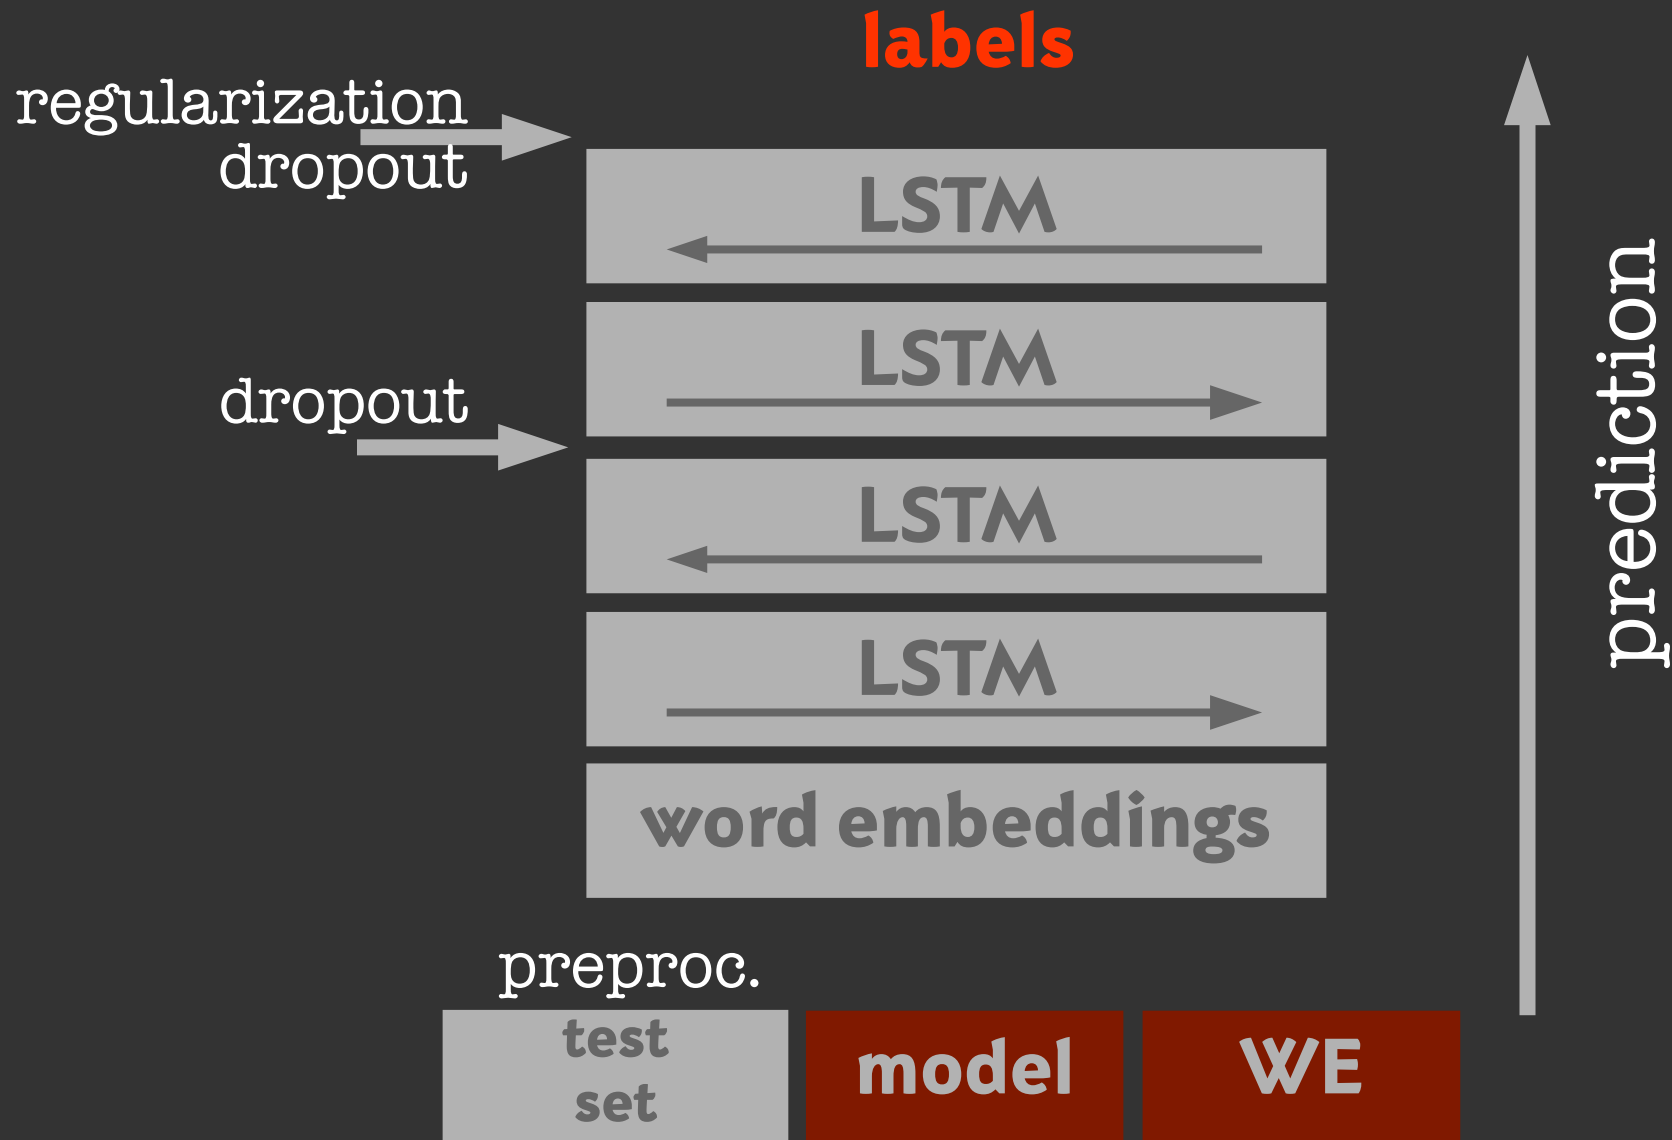 labels
regularization
dropout
LSTM
LSTM
dropout
LSTM
LSTM
word embeddings
prediction
preproc.
test
set
model
WE